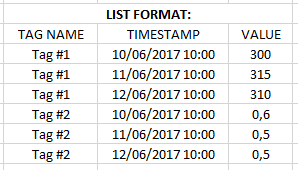 LIST FORMAT:
TAG NAME TIMESTAMP VALUE
Tag #1 10/06/2017 10:00 300
Tag #1 11/06/2017 10:00 315
Tag #1 12/06/2017 10:00 310
Tag #2 10/06/2017 10:00 0,6
Tag #2 11/06/2017 10:00 0,5
Tag #2 12/06/2017 10:00 0,5